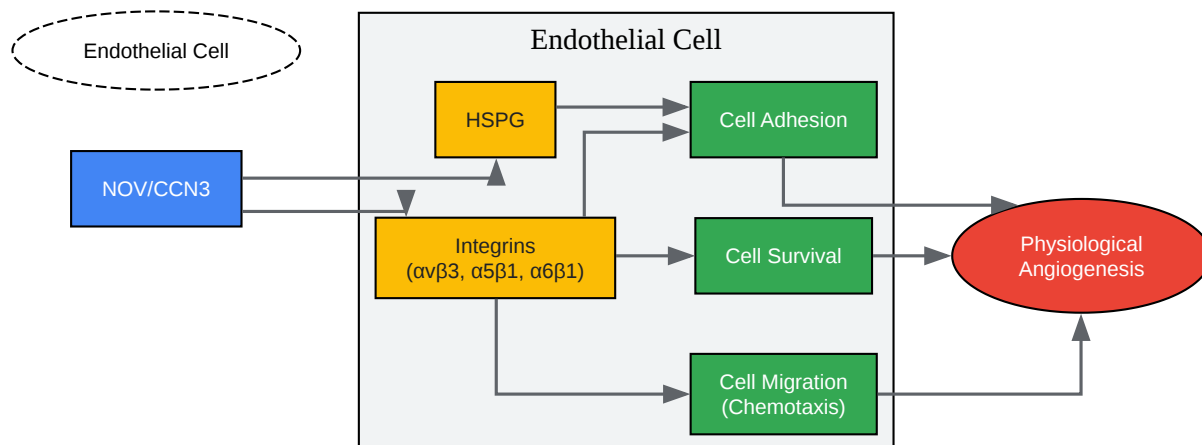 Endothelial Cell
Endothelial Cell
HSPG
Cell Adhesion
NOV/CCN3
Integrins
(αvβ3, α5β1, α6β1)
Cell Survival
Physiological
Angiogenesis
Cell Migration
(Chemotaxis)